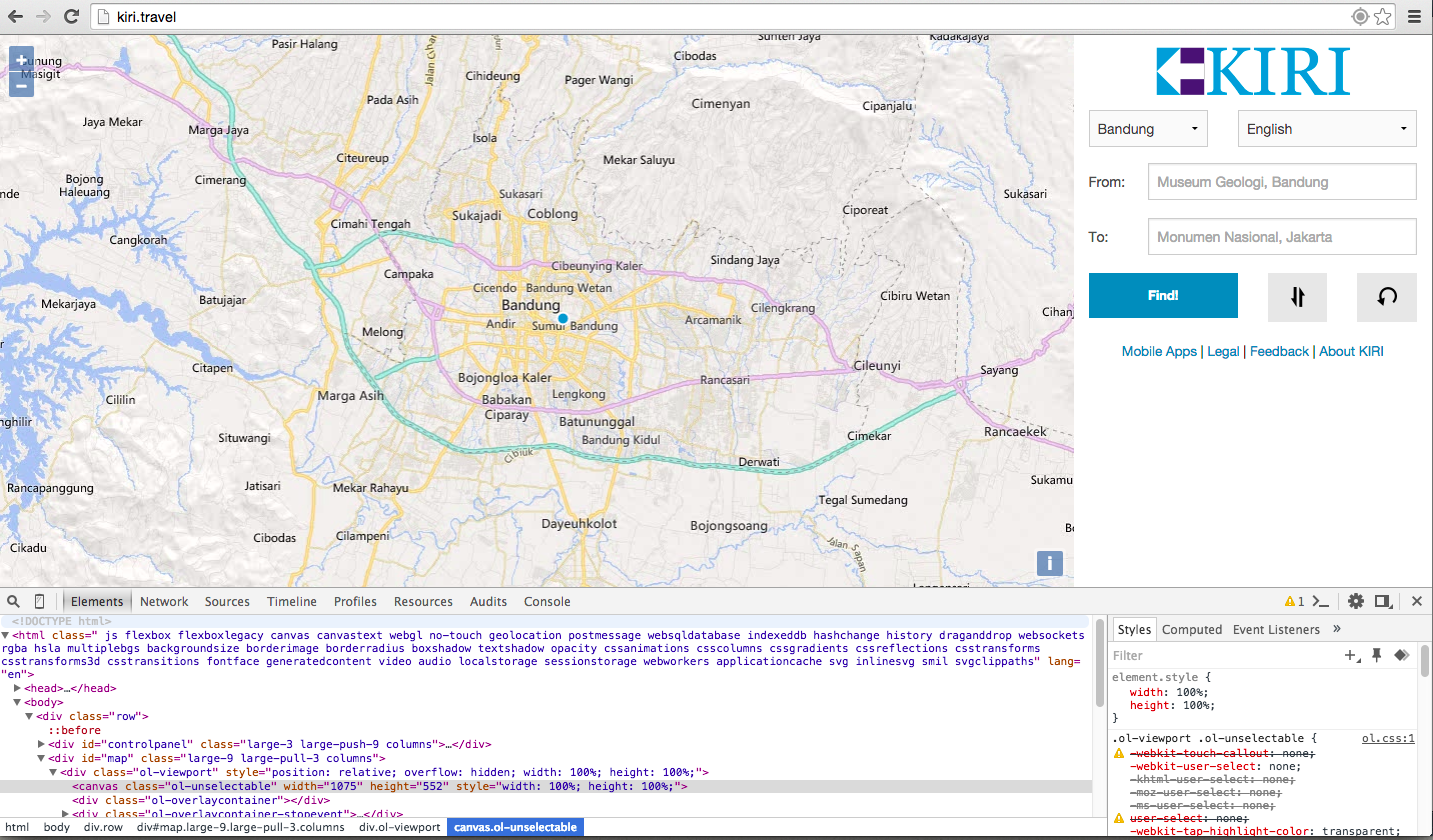 kiri.travel
Pasir Halang
Jalan Cihar
Sunten Jaya
Kadakajaya
Gunung
Masigit
Cihideung
Cibodas
Pager Wangi
Pada Asih
Cimenyan
Cipanjalu
Jaya Mekar
Marga Jaya
Isola
Mekar Saluyu
Citeureup
Bojong
Haleuang
Cimerang
nde
Sukasari
Sukasari
Sukajadi
Coblong
Ciporeat
Cimahi Tengah
Cangkorah
Sindang Jaya
Cibeunying Kaler
Campaka
Cicendo
Bandung Wetan
Batujajar
Mekarjaya
Bandung
Cilengkrang
Cibiru Wetan
Cihanj
Andir
Sumur Bandung
Arcamanik
Melong
Citapen
Cileunyi
Sayang
Bojongloa Kaler
Rancasari
Marga Asih
Cililin
Babakan
Ciparay
Lengkong
nghilir
Batununggal
Situwangi
Bandung Kidul
Cimekar
Rancaekek
Cibiuk
Derwati
Rancapanggung
Jatisari
Mekar Rahayu
Sukamu
Tegal Sumedang
Dayeuhkolot
Bojongsoang
Bo
Cikadu
Cibodas
Cilampeni
Jalan Sapan
i
KIRI
Bandung
English
From:
Museum Geologi, Bandung
To:
Monumen Nasional, Jakarta
Find!
Mobile Apps | Legal | Feedback | About KIRI
Elements Network Sources Timeline Profiles Resources Audits Console
1
<!DOCTYPE html>
<html class=" js flexbox flexboxlegacy canvas canvastext webgl no-touch geolocation postmessage websqldatabase indexeddb hashchange history draganddrop websockets
rgba hsla multiplebgs backgroundsize borderimage borderradius boxshadow textshadow opacity cssanimations csscolumns cssgradients cssreflections csstransforms
csstransforms3d csstransitions fontface generatedcontent video audio localstorage sessionstorage webworkers applicationcache svg inlinesvg smil svgclippaths" lang=
"en">
<head>…</head>
<body>
<div class="row">
::before
<div id="controlpanel" class="large-3 large-push-9 columns">…</div>
<div id="map" class="large-9 large-pull-3 columns">
<div class="ol-viewport" style="position: relative; overflow: hidden; width: 100%; height: 100%;">
<canvas class="ol-unselectable" width="1075" height="552" style="width: 100%; height: 100%;">
<div class="ol-overlaycontainer"></div>
<div class="ol-overlaycontainer-stopevent">…</div>
html body div.row div#map.large-9.large-pull-3.columns div.ol-viewport canvas.ol-unselectable
Styles Computed Event Listeners »
Filter
element.style {
width: 100%;
height: 100%;
}
.ol-viewport .ol-unselectable { ol.css:1
-webkit-touch-callout: none;
-webkit-user-select: none;
-khtml-user-select: none;
-moz-user-select: none;
-ms-user-select: none;
user-select: none;
-webkit-tap-highlight-color: transparent;